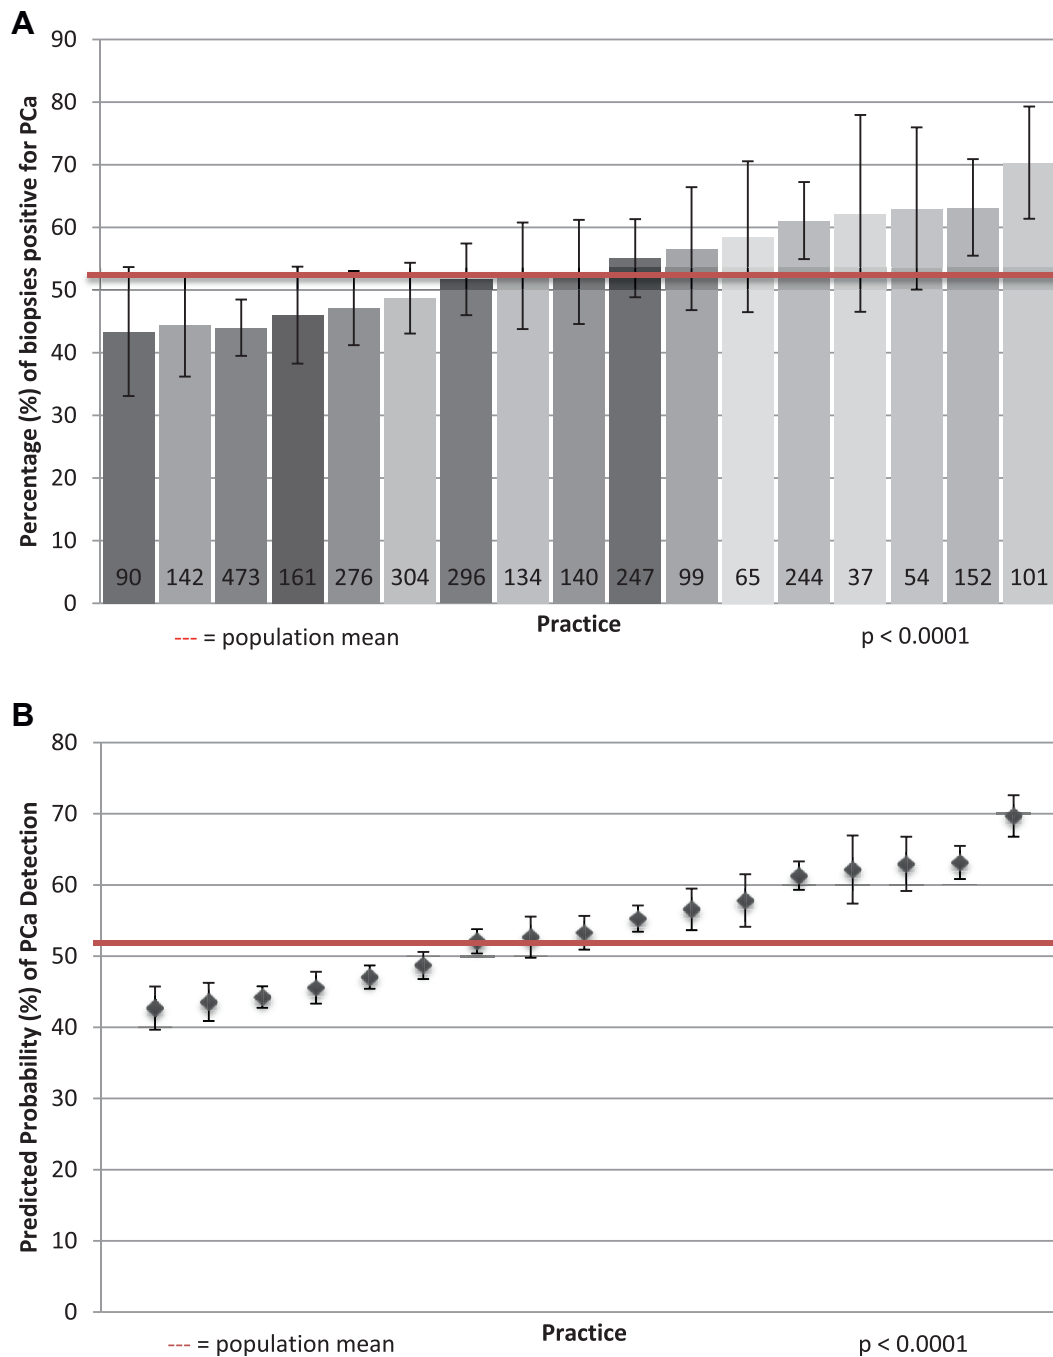 A
Percentage (%) of biopsies positive for PCa
90
80
70
60
50
40
30
20
10
0
90 142 473 161 276 304 296 134 140 247 99 65 244 37 54 152 101
Practice
--- = population mean
p < 0.0001
B
Predicted Probability (%) of PCa Detection
80
70
60
50
40
30
20
10
0
Practice
--- = population mean
p < 0.0001